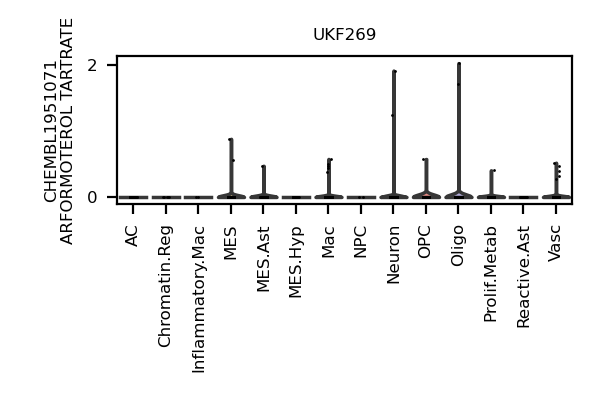 UKF269
CHEMBL1951071
ARFORMOTEROL TARTRATE
2
0
AC
Chromatin.Reg
Inflammatory.Mac
MES
MES.Ast
MES.Hyp
Mac
NPC
Neuron
OPC
Oligo
Prolif.Metab
Reactive.Ast
Vasc